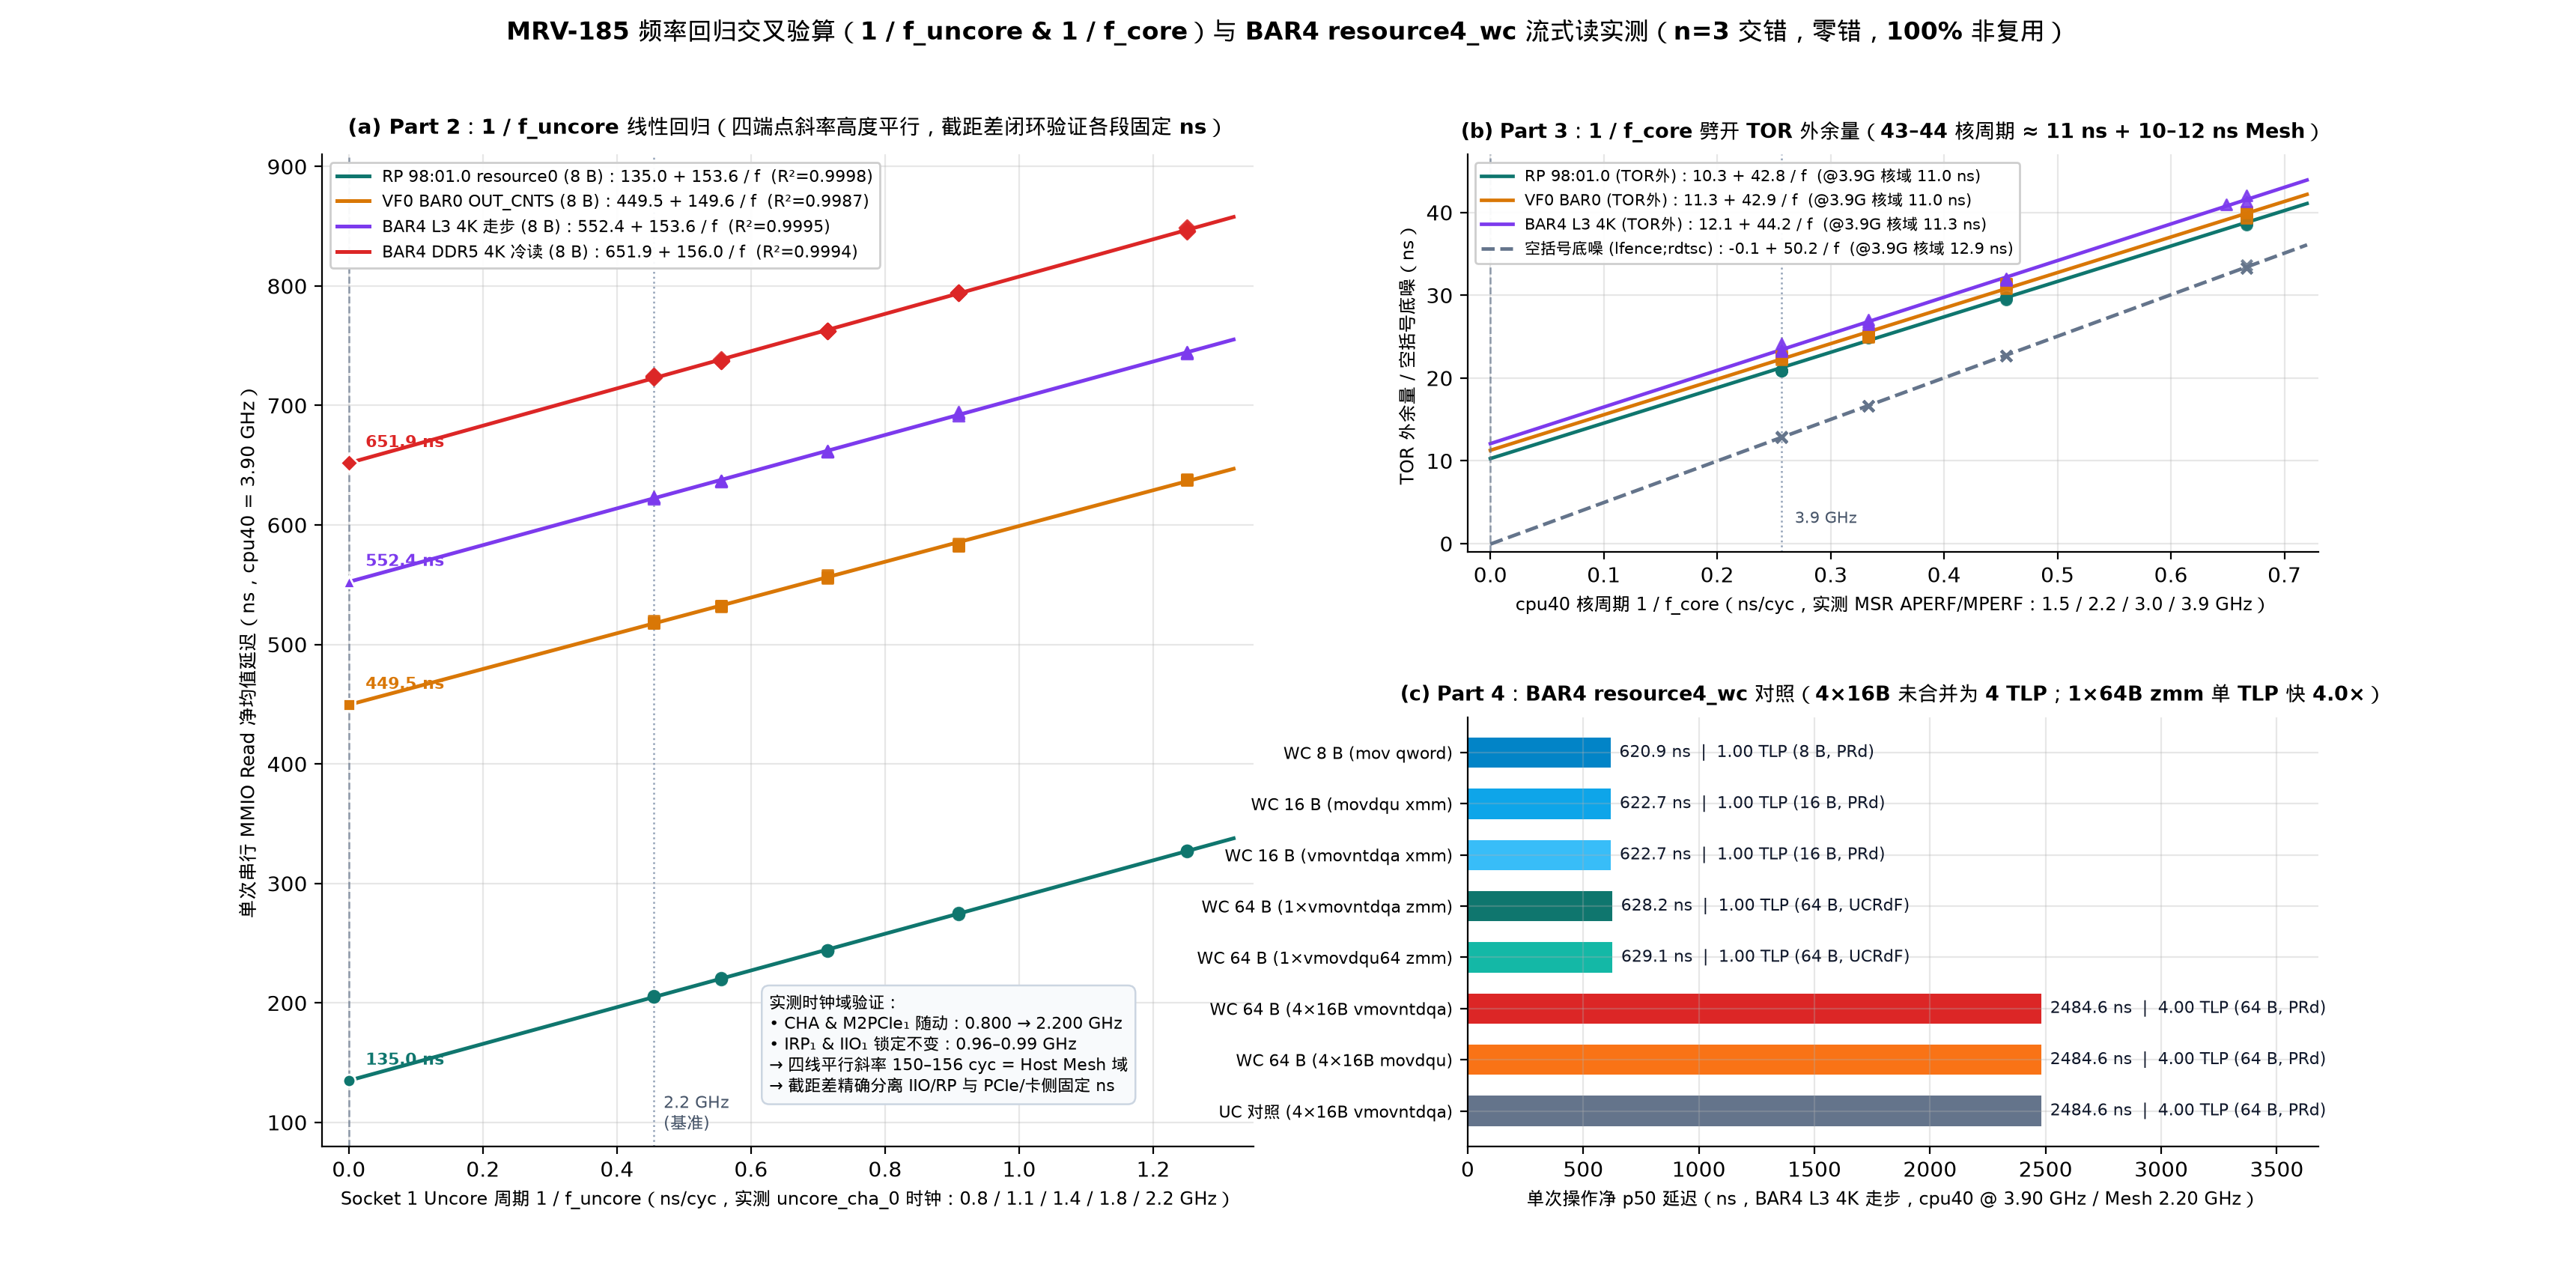 MRV-185 频率回归交叉验算（1 / f_uncore & 1 / f_core）与 BAR4 resource4_wc 流式读实测（n=3 交错，零错，100% 非复用）
(a) Part 2：1 / f_uncore 线性回归（四端点斜率高度平行，截距差闭环验证各段固定 ns）
单次串行 MMIO Read 净均值延迟（ns，cpu40 = 3.90 GHz）
900
800
700
600
500
400
300
200
100
RP 98:01.0 resource0 (8 B)：135.0 + 153.6 / f (R²=0.9998)
VF0 BAR0 OUT_CNTS (8 B)：449.5 + 149.6 / f (R²=0.9987)
BAR4 L3 4K 走步 (8 B)：552.4 + 153.6 / f (R²=0.9995)
BAR4 DDR5 4K 冷读 (8 B)：651.9 + 156.0 / f (R²=0.9994)
651.9 ns
552.4 ns
449.5 ns
135.0 ns
实测时钟域验证：
• CHA & M2PCIe₁ 随动：0.800 → 2.200 GHz
• IRP₁ & IIO₁ 锁定不变：0.96–0.99 GHz
→ 四线平行斜率 150–156 cyc = Host Mesh 域
→ 截距差精确分离 IIO/RP 与 PCIe/卡侧固定 ns
2.2 GHz
(基准)
0.0 0.2 0.4 0.6 0.8 1.0 1.2
Socket 1 Uncore 周期 1 / f_uncore（ns/cyc，实测 uncore_cha_0 时钟：0.8 / 1.1 / 1.4 / 1.8 / 2.2 GHz）
(b) Part 3：1 / f_core 劈开 TOR 外余量（43–44 核周期 ≈ 11 ns + 10–12 ns Mesh）
TOR 外余量 / 空括号底噪（ns）
40
30
20
10
0
RP 98:01.0 (TOR外)：10.3 + 42.8 / f (@3.9G 核域 11.0 ns)
VF0 BAR0 (TOR外)：11.3 + 42.9 / f (@3.9G 核域 11.0 ns)
BAR4 L3 4K (TOR外)：12.1 + 44.2 / f (@3.9G 核域 11.3 ns)
空括号底噪 (lfence;rdtsc)：-0.1 + 50.2 / f (@3.9G 核域 12.9 ns)
3.9 GHz
0.0 0.1 0.2 0.3 0.4 0.5 0.6 0.7
cpu40 核周期 1 / f_core（ns/cyc，实测 MSR APERF/MPERF：1.5 / 2.2 / 3.0 / 3.9 GHz）
(c) Part 4：BAR4 resource4_wc 对照（4×16B 未合并为 4 TLP；1×64B zmm 单 TLP 快 4.0×）
WC 8 B (mov qword) 620.9 ns | 1.00 TLP (8 B, PRd)
WC 16 B (movdqu xmm) 622.7 ns | 1.00 TLP (16 B, PRd)
WC 16 B (vmovntdqa xmm) 622.7 ns | 1.00 TLP (16 B, PRd)
WC 64 B (1×vmovntdqa zmm) 628.2 ns | 1.00 TLP (64 B, UCRdF)
WC 64 B (1×vmovdqu64 zmm) 629.1 ns | 1.00 TLP (64 B, UCRdF)
WC 64 B (4×16B vmovntdqa) 2484.6 ns | 4.00 TLP (64 B, PRd)
WC 64 B (4×16B movdqu) 2484.6 ns | 4.00 TLP (64 B, PRd)
UC 对照 (4×16B vmovntdqa) 2484.6 ns | 4.00 TLP (64 B, PRd)
0 500 1000 1500 2000 2500 3000 3500
单次操作净 p50 延迟（ns，BAR4 L3 4K 走步，cpu40 @ 3.90 GHz / Mesh 2.20 GHz）